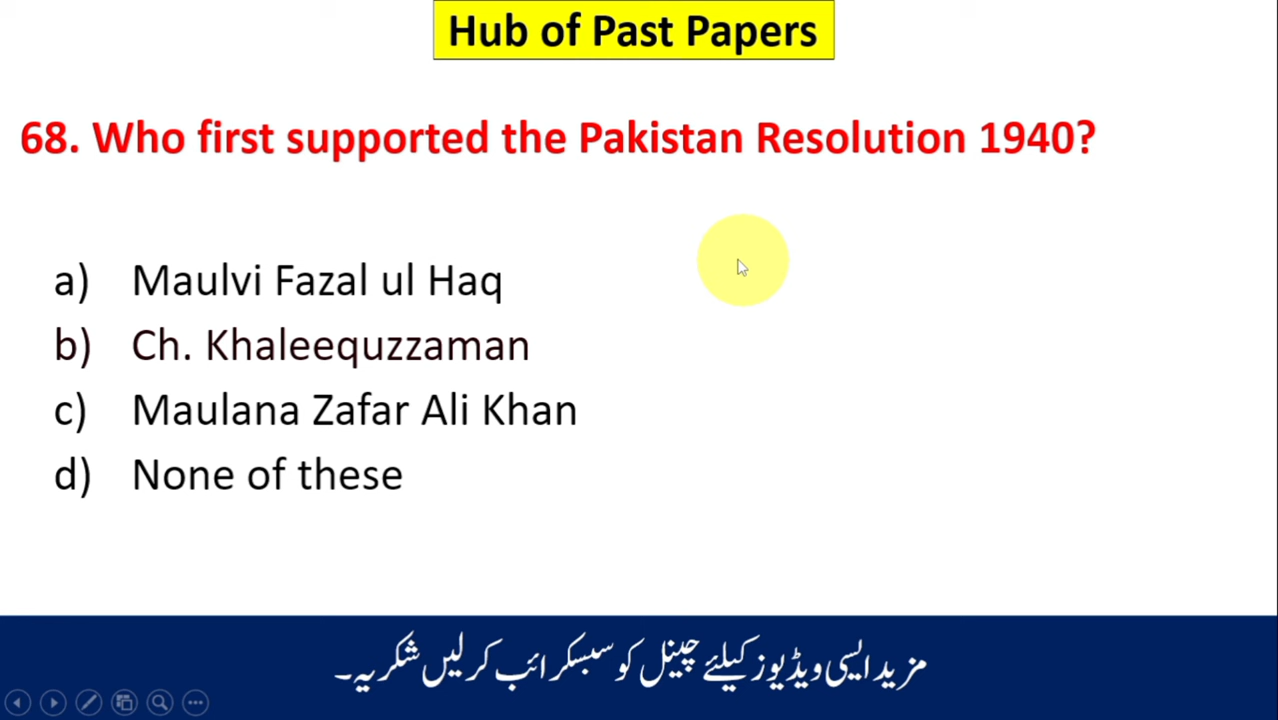 Hub of Past Papers
68. Who first supported the Pakistan Resolution 1940?
a) Maulvi Fazal ul Haq
b) Ch. Khaleequzzaman
c) Maulana Zafar Ali Khan
d) None of these
مزید ایسی ویڈیوز کیلئے چینل کو سبسکرائب کر لیں شکریہ۔